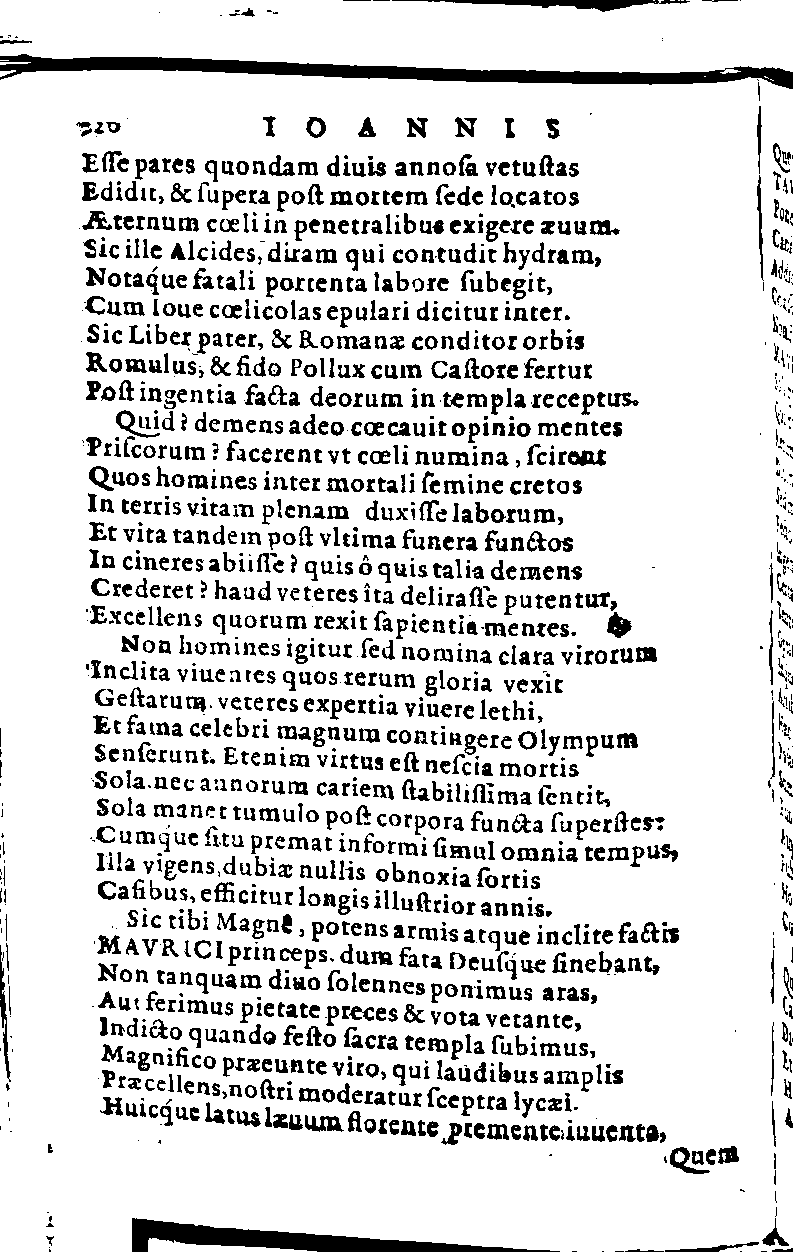 320 IOANNIS
Eſſe pares quondam diuis annoſa vetuſtas
Edidit, & ſupera poſt mortem ſede locatos
Æternum cœli in penetralibus exigere æuum.
Sic ille Alcides, diram qui contudit hydram,
Notaq́ue fatali portenta labore ſubegit,
Cum Ioue cœlicolas epulari dicitur inter.
Sic Liber pater, & Romanæ conditor orbis
Romulus, & fido Pollux cum Caſtore fertur
Poſt ingentia facta deorum in templa receptus.
Quid? demens adeo cœcauit opinio mentes
Priſcorum? facerent vt cœli numina, ſcirent
Quos homines inter mortali ſemine cretos
In terris vitam plenam duxiſſe laborum,
Et vita tandem poſt vltima funera functos
In cineres abiiſſe? quis ô quis talia demens
Crederet? haud veteres îta deliraſſe putentur,
Excellens quorum rexit ſapientia mentes.
Non homines igitur ſed nomina clara virorum
Inclita viuentes quos rerum gloria vexit
Geſtarum, veteres expertia viuere lethi,
Et fama celebri magnum contingere Olympum
Senſerunt. Etenim virtus eſt neſcia mortis
Sola, nec annorum cariem ſtabiliſſima ſentit,
Sola manet tumulo poſt corpora functa ſuperſtes:
Cumq́ue ſitu premat informi ſimul omnia tempus,
Illa vigens, dubiæ nullis obnoxia ſortis
Caſibus, efficitur longis illuſtrior annis.
Sic tibi Magnê, potens armis atque inclite factis
MAVRICI princeps, dum fata Deuſq́ue ſinebant,
Non tanquam diuo ſolennes ponimus aras,
Aut ferimus pietate preces & vota vetante,
Indicto quando feſto ſacra templa ſubimus,
Magnifico præeunte viro, qui laudibus amplis
Præcellens, noſtri moderatur ſceptra lycæi.
Huicq́ue latus læuum florente premente iuuenta,
Quem